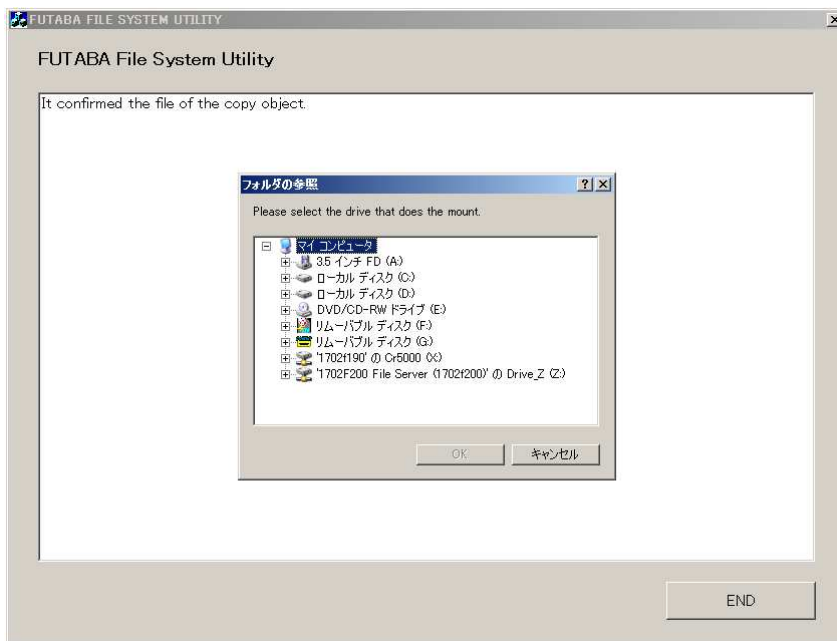 FUTABA FILE SYSTEM UTILITY
FUTABA File System Utility
It confirmed the file of the copy object.
フォルダの参照
Please select the drive that does the mount.
マイ コンピュータ
3.5 インチ FD (A:)
ローカル ディスク (C:)
ローカル ディスク (D:)
DVD/CD-RW ドライブ (E:)
リムーバブル ディスク (F:)
リムーバブル ディスク (G:)
'1702f190' の Cr5000 (X:)
'1702F200 File Server (1702f200)' の Drive_Z (Z:)
OK キャンセル
END